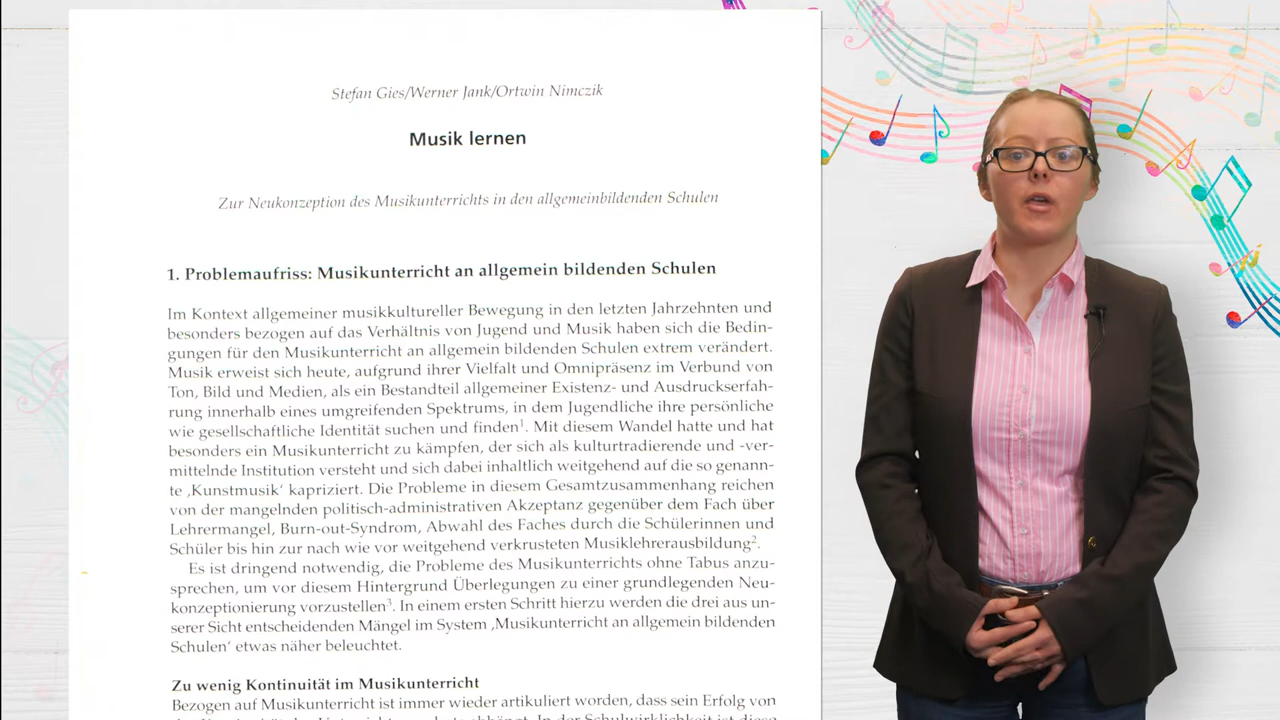 Stefan Gies/Werner Jank/Ortwin Nimczik
Musik lernen
Zur Neukonzeption des Musikunterrichts in den allgemeinbildenden Schulen
1. Problemaufriss: Musikunterricht an allgemein bildenden Schulen
Im Kontext allgemeiner musikkultureller Bewegung in den letzten Jahrzehnten und
besonders bezogen auf das Verhältnis von Jugend und Musik haben sich die Bedin-
gungen für den Musikunterricht an allgemein bildenden Schulen extrem verändert.
Musik erweist sich heute, aufgrund ihrer Vielfalt und Omnipräsenz im Verbund von
Ton, Bild und Medien, als ein Bestandteil allgemeiner Existenz- und Ausdruckserfah-
rung innerhalb eines umgreifenden Spektrums, in dem Jugendliche ihre persönliche
wie gesellschaftliche Identität suchen und finden¹. Mit diesem Wandel hatte und hat
besonders ein Musikunterricht zu kämpfen, der sich als kulturtradierende und -ver-
mittelnde Institution versteht und sich dabei inhaltlich weitgehend auf die so genann-
te ‚Kunstmusik‘ kapriziert. Die Probleme in diesem Gesamtzusammenhang reichen
von der mangelnden politisch-administrativen Akzeptanz gegenüber dem Fach über
Lehrermangel, Burn-out-Syndrom, Abwahl des Faches durch die Schülerinnen und
Schüler bis hin zur nach wie vor weitgehend verkrusteten Musiklehrerausbildung².
Es ist dringend notwendig, die Probleme des Musikunterrichts ohne Tabus anzu-
sprechen, um vor diesem Hintergrund Überlegungen zu einer grundlegenden Neu-
konzeptionierung vorzustellen³. In einem ersten Schritt hierzu werden die drei aus un-
serer Sicht entscheidenden Mängel im System ‚Musikunterricht an allgemein bildenden
Schulen‘ etwas näher beleuchtet.
Zu wenig Kontinuität im Musikunterricht
Bezogen auf Musikunterricht ist immer wieder artikuliert worden, dass sein Erfolg von